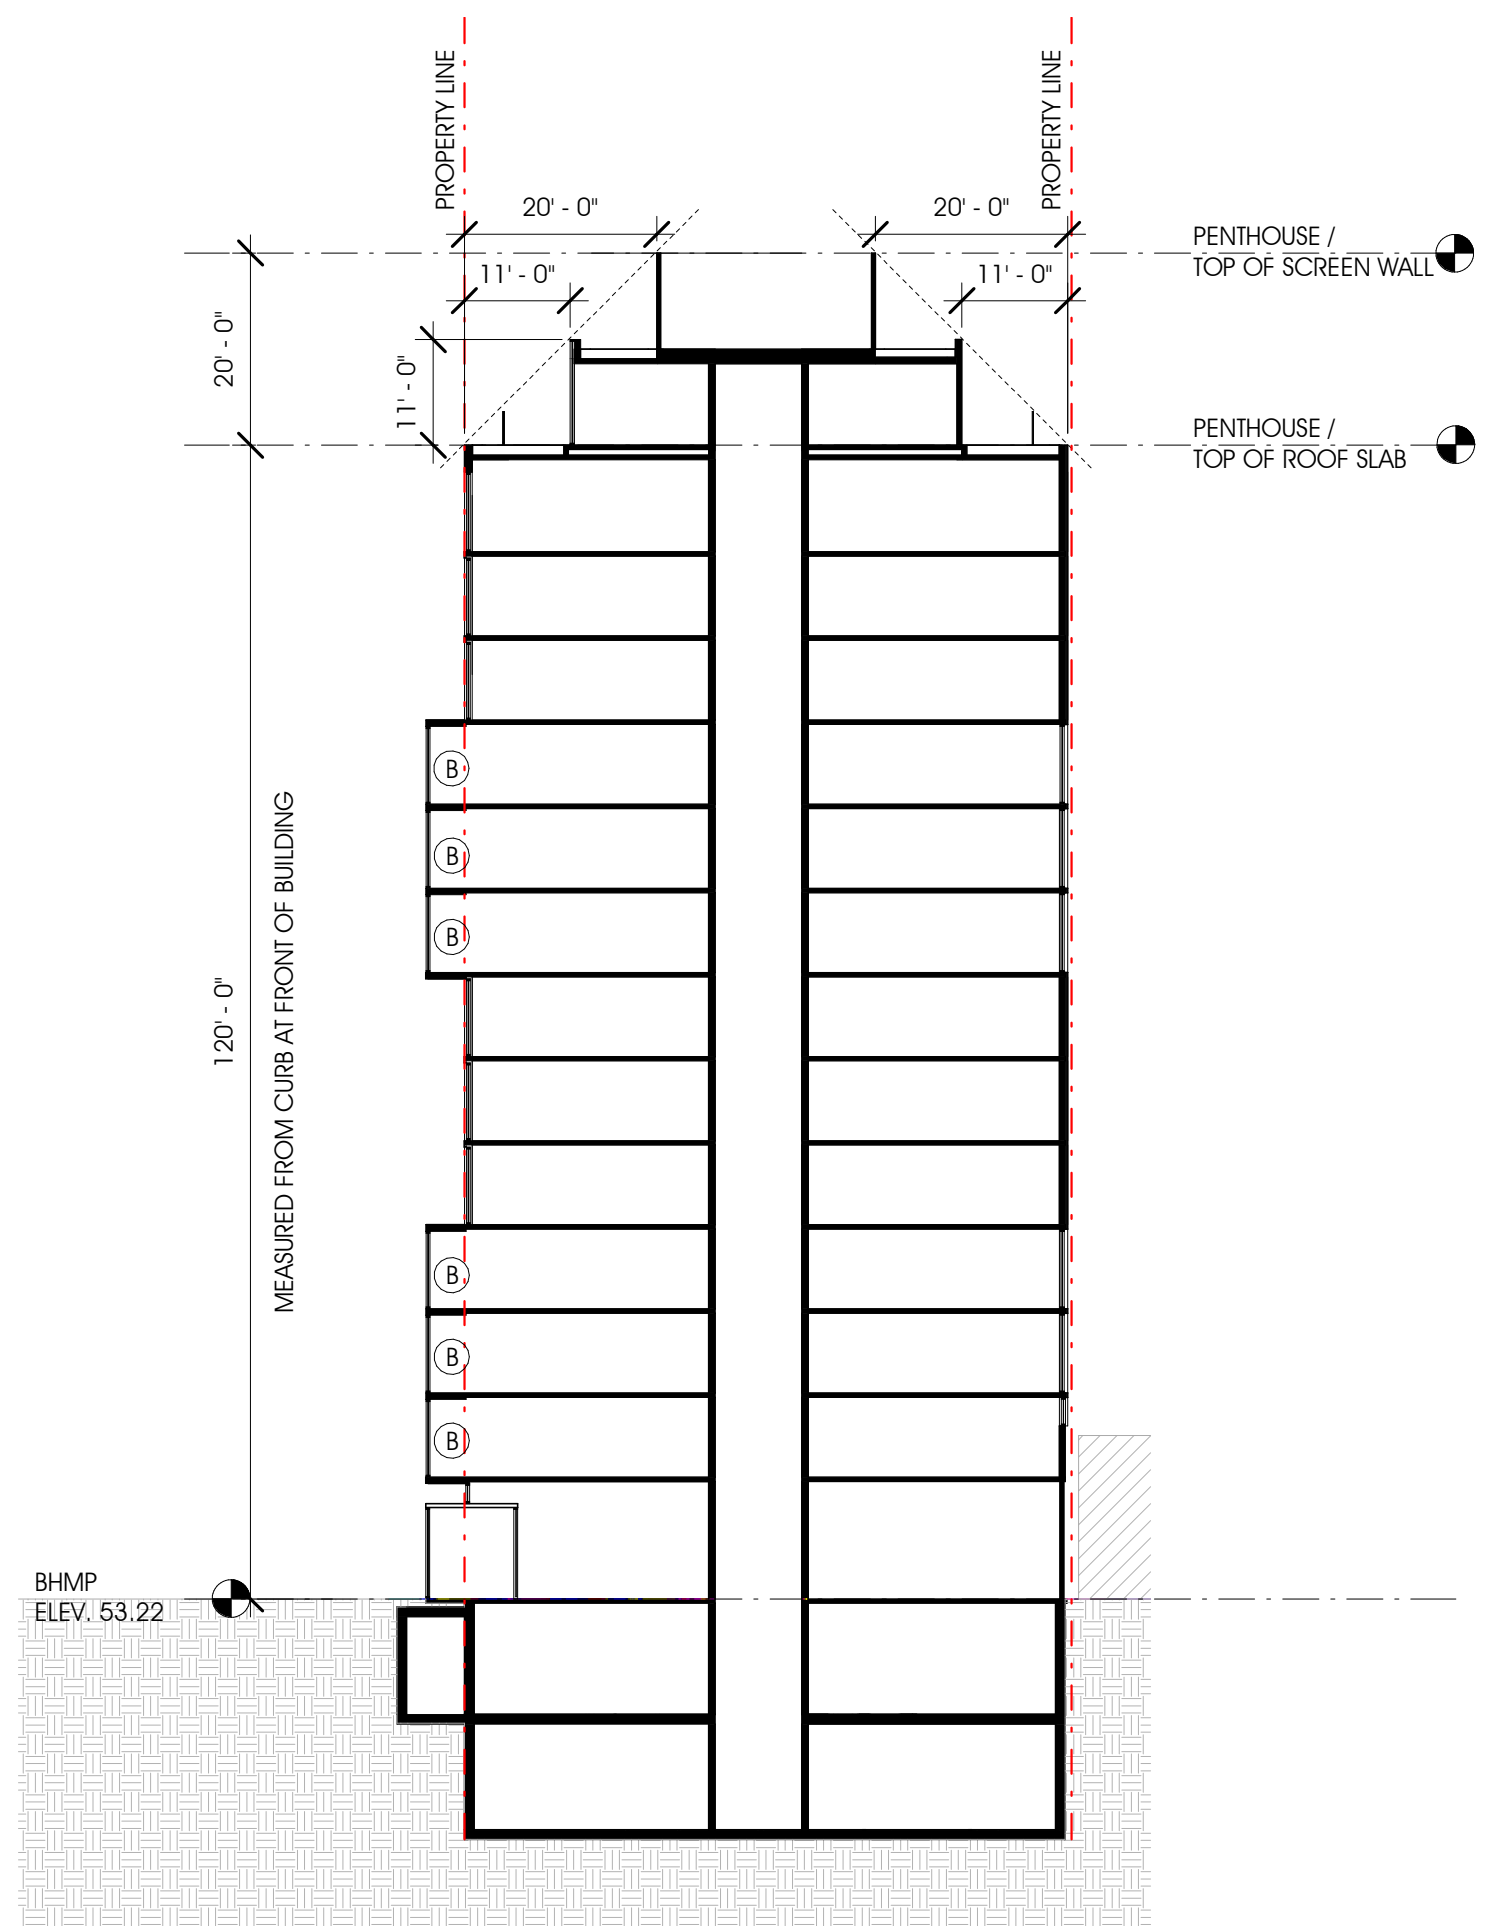 PROPERTY LINE
PROPERTY LINE
20' - 0"
20' - 0"
PENTHOUSE /
TOP OF SCREEN WALL
11' - 0"
11' - 0"
20' - 0"
11' - 0"
PENTHOUSE /
TOP OF ROOF SLAB
B
B
B
120' - 0"
MEASURED FROM CURB AT FRONT OF BUILDING
B
B
B
BHMP
ELEV. 53.22